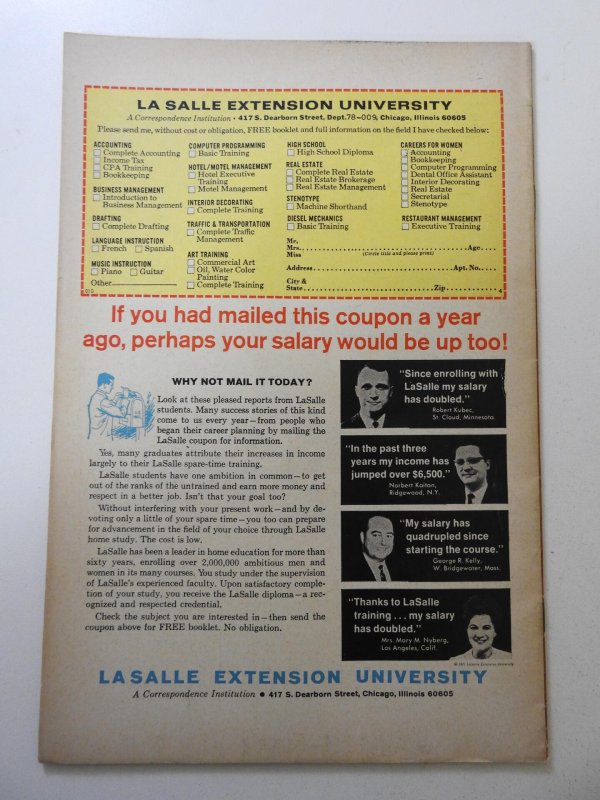 LA SALLE EXTENSION UNIVERSITY
A Correspondence Institution • 417 S. Dearborn Street, Dept. 78-009, Chicago, Illinois 60605
Please send me, without cost or obligation, FREE booklet and full information on the field I have checked below:
ACCOUNTING
Complete Accounting
Income Tax
CPA Training
Bookkeeping
BUSINESS MANAGEMENT
Introduction to
Business Management
DRAFTING
Complete Drafting
LANGUAGE INSTRUCTION
French Spanish
MUSIC INSTRUCTION
Piano Guitar
Other
010
COMPUTER PROGRAMMING
Basic Training
HOTEL/MOTEL MANAGEMENT
Hotel Executive
Training
Motel Management
INTERIOR DECORATING
Complete Training
TRAFFIC & TRANSPORTATION
Complete Traffic
Management
ART TRAINING
Commercial Art
Oil, Water Color
Painting
Complete Training
HIGH SCHOOL
High School Diploma
REAL ESTATE
Complete Real Estate
Real Estate Brokerage
Real Estate Management
STENOTYPE
Machine Shorthand
DIESEL MECHANICS
Basic Training
CAREERS FOR WOMEN
Accounting
Bookkeeping
Computer Programming
Dental Office Assistant
Interior Decorating
Real Estate
Secretarial
Stenotype
RESTAURANT MANAGEMENT
Executive Training
Mr.
Mrs. Age
Miss (Circle title and please print)
Address Apt. No.
City &
State Zip
4
If you had mailed this coupon a year
ago, perhaps your salary would be up too!
WHY NOT MAIL IT TODAY?
Look at these pleased reports from LaSalle
students. Many success stories of this kind
come to us every year—from people who
began their career planning by mailing the
LaSalle coupon for information.
Yes, many graduates attribute their increases in income
largely to their LaSalle spare-time training.
LaSalle students have one ambition in common—to get
out of the ranks of the untrained and earn more money and
respect in a better job. Isn't that your goal too?
Without interfering with your present work—and by de-
voting only a little of your spare time—you too can prepare
for advancement in the field of your choice through LaSalle
home study. The cost is low.
LaSalle has been a leader in home education for more than
sixty years, enrolling over 2,000,000 ambitious men and
women in its many courses. You study under the supervision
of LaSalle's experienced faculty. Upon satisfactory comple-
tion of your study, you receive the LaSalle diploma—a rec-
ognized and respected credential.
Check the subject you are interested in—then send the
coupon above for FREE booklet. No obligation.
"Since enrolling with
LaSalle my salary
has doubled."
Robert Kubec,
St. Cloud, Minnesota.
"In the past three
years my income has
jumped over $6,500."
Norbert Kaiton,
Ridgewood, N.Y.
"My salary has
quadrupled since
starting the course."
George R. Kelly,
W. Bridgewater, Mass.
"Thanks to LaSalle
training ... my salary
has doubled."
Mrs. Mary M. Nyberg,
Los Angeles, Calif.
LA SALLE EXTENSION UNIVERSITY
A Correspondence Institution • 417 S. Dearborn Street, Chicago, Illinois 60605